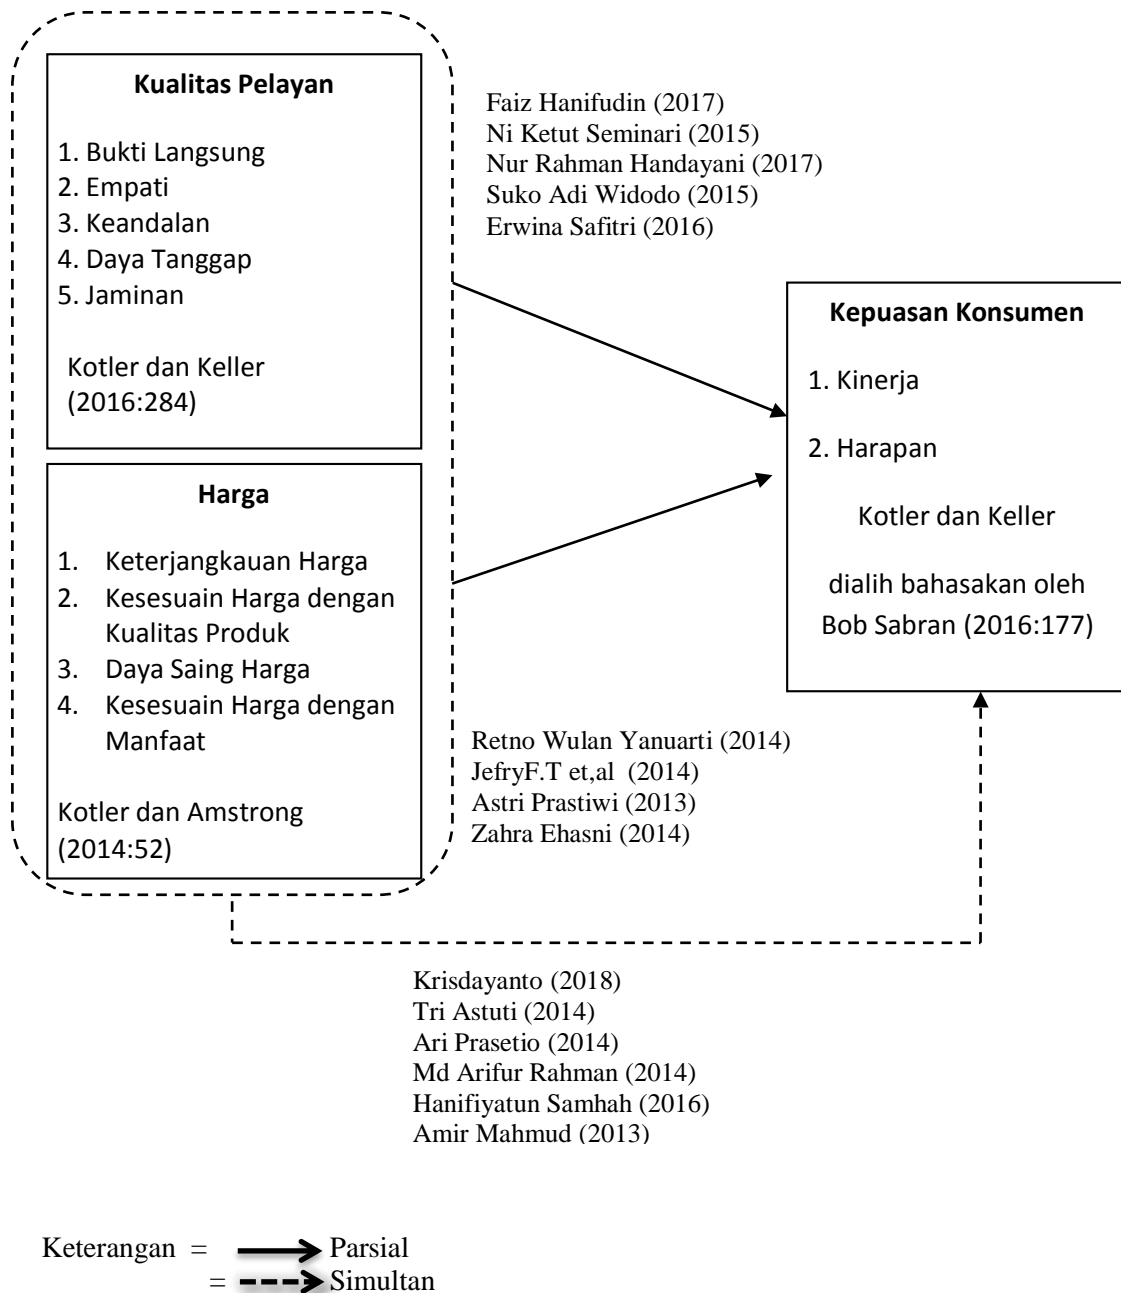 Kualitas Pelayan
1. Bukti Langsung
2. Empati
3. Keandalan
4. Daya Tanggap
5. Jaminan
Kotler dan Keller
(2016:284)
Faiz Hanifudin (2017)
Ni Ketut Seminari (2015)
Nur Rahman Handayani (2017)
Suko Adi Widodo (2015)
Erwina Safitri (2016)
Kepuasan Konsumen
1. Kinerja
2. Harapan
Kotler dan Keller
dialih bahasakan oleh
Bob Sabran (2016:177)
Harga
1. Keterjangkauan Harga
2. Kesesuain Harga dengan
Kualitas Produk
3. Daya Saing Harga
4. Kesesuain Harga dengan
Manfaat
Kotler dan Amstrong
(2014:52)
Retno Wulan Yanuarti (2014)
JefryF.T et,al (2014)
Astri Prastiwi (2013)
Zahra Ehasni (2014)
Krisdayanto (2018)
Tri Astuti (2014)
Ari Prasetio (2014)
Md Arifur Rahman (2014)
Hanifiyatun Samhah (2016)
Amir Mahmud (2013)
Keterangan = Parsial
= Simultan